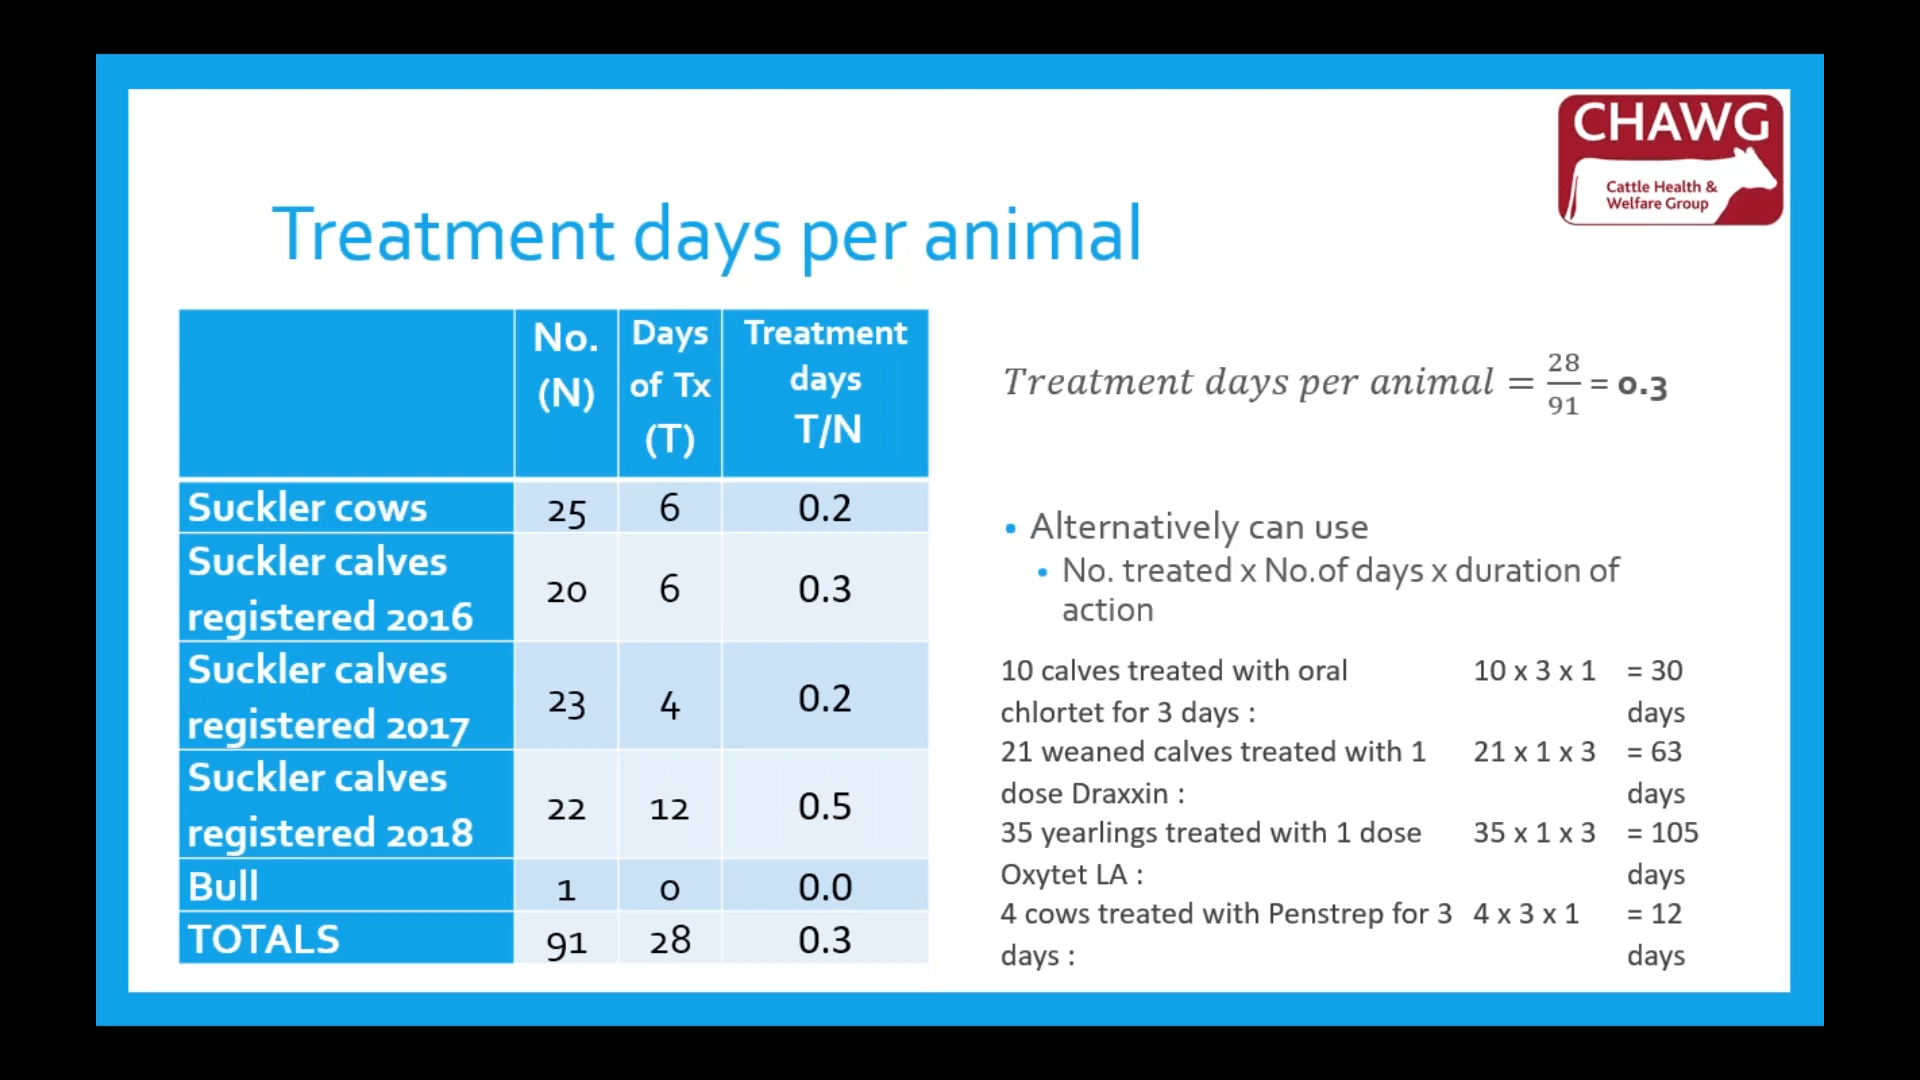 CHAWG
Cattle Health &
Welfare Group
Treatment days per animal
No. (N) Days of Tx (T) Treatment days T/N
Suckler cows 25 6 0.2
Suckler calves registered 2016 20 6 0.3
Suckler calves registered 2017 23 4 0.2
Suckler calves registered 2018 22 12 0.5
Bull 1 0 0.0
TOTALS 91 28 0.3
Treatment days per animal = 28/91 = 0.3
• Alternatively can use
• No. treated x No.of days x duration of
action
10 calves treated with oral 10 x 3 x 1 = 30
chlortet for 3 days : days
21 weaned calves treated with 1 21 x 1 x 3 = 63
dose Draxxin : days
35 yearlings treated with 1 dose 35 x 1 x 3 = 105
Oxytet LA : days
4 cows treated with Penstrep for 3 4 x 3 x 1 = 12
days : days